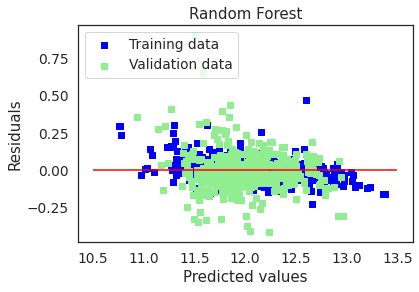 Random Forest
Training data
Validation data
Residuals
0.75
0.50
0.25
0.00
−0.25
10.5 11.0 11.5 12.0 12.5 13.0 13.5
Predicted values